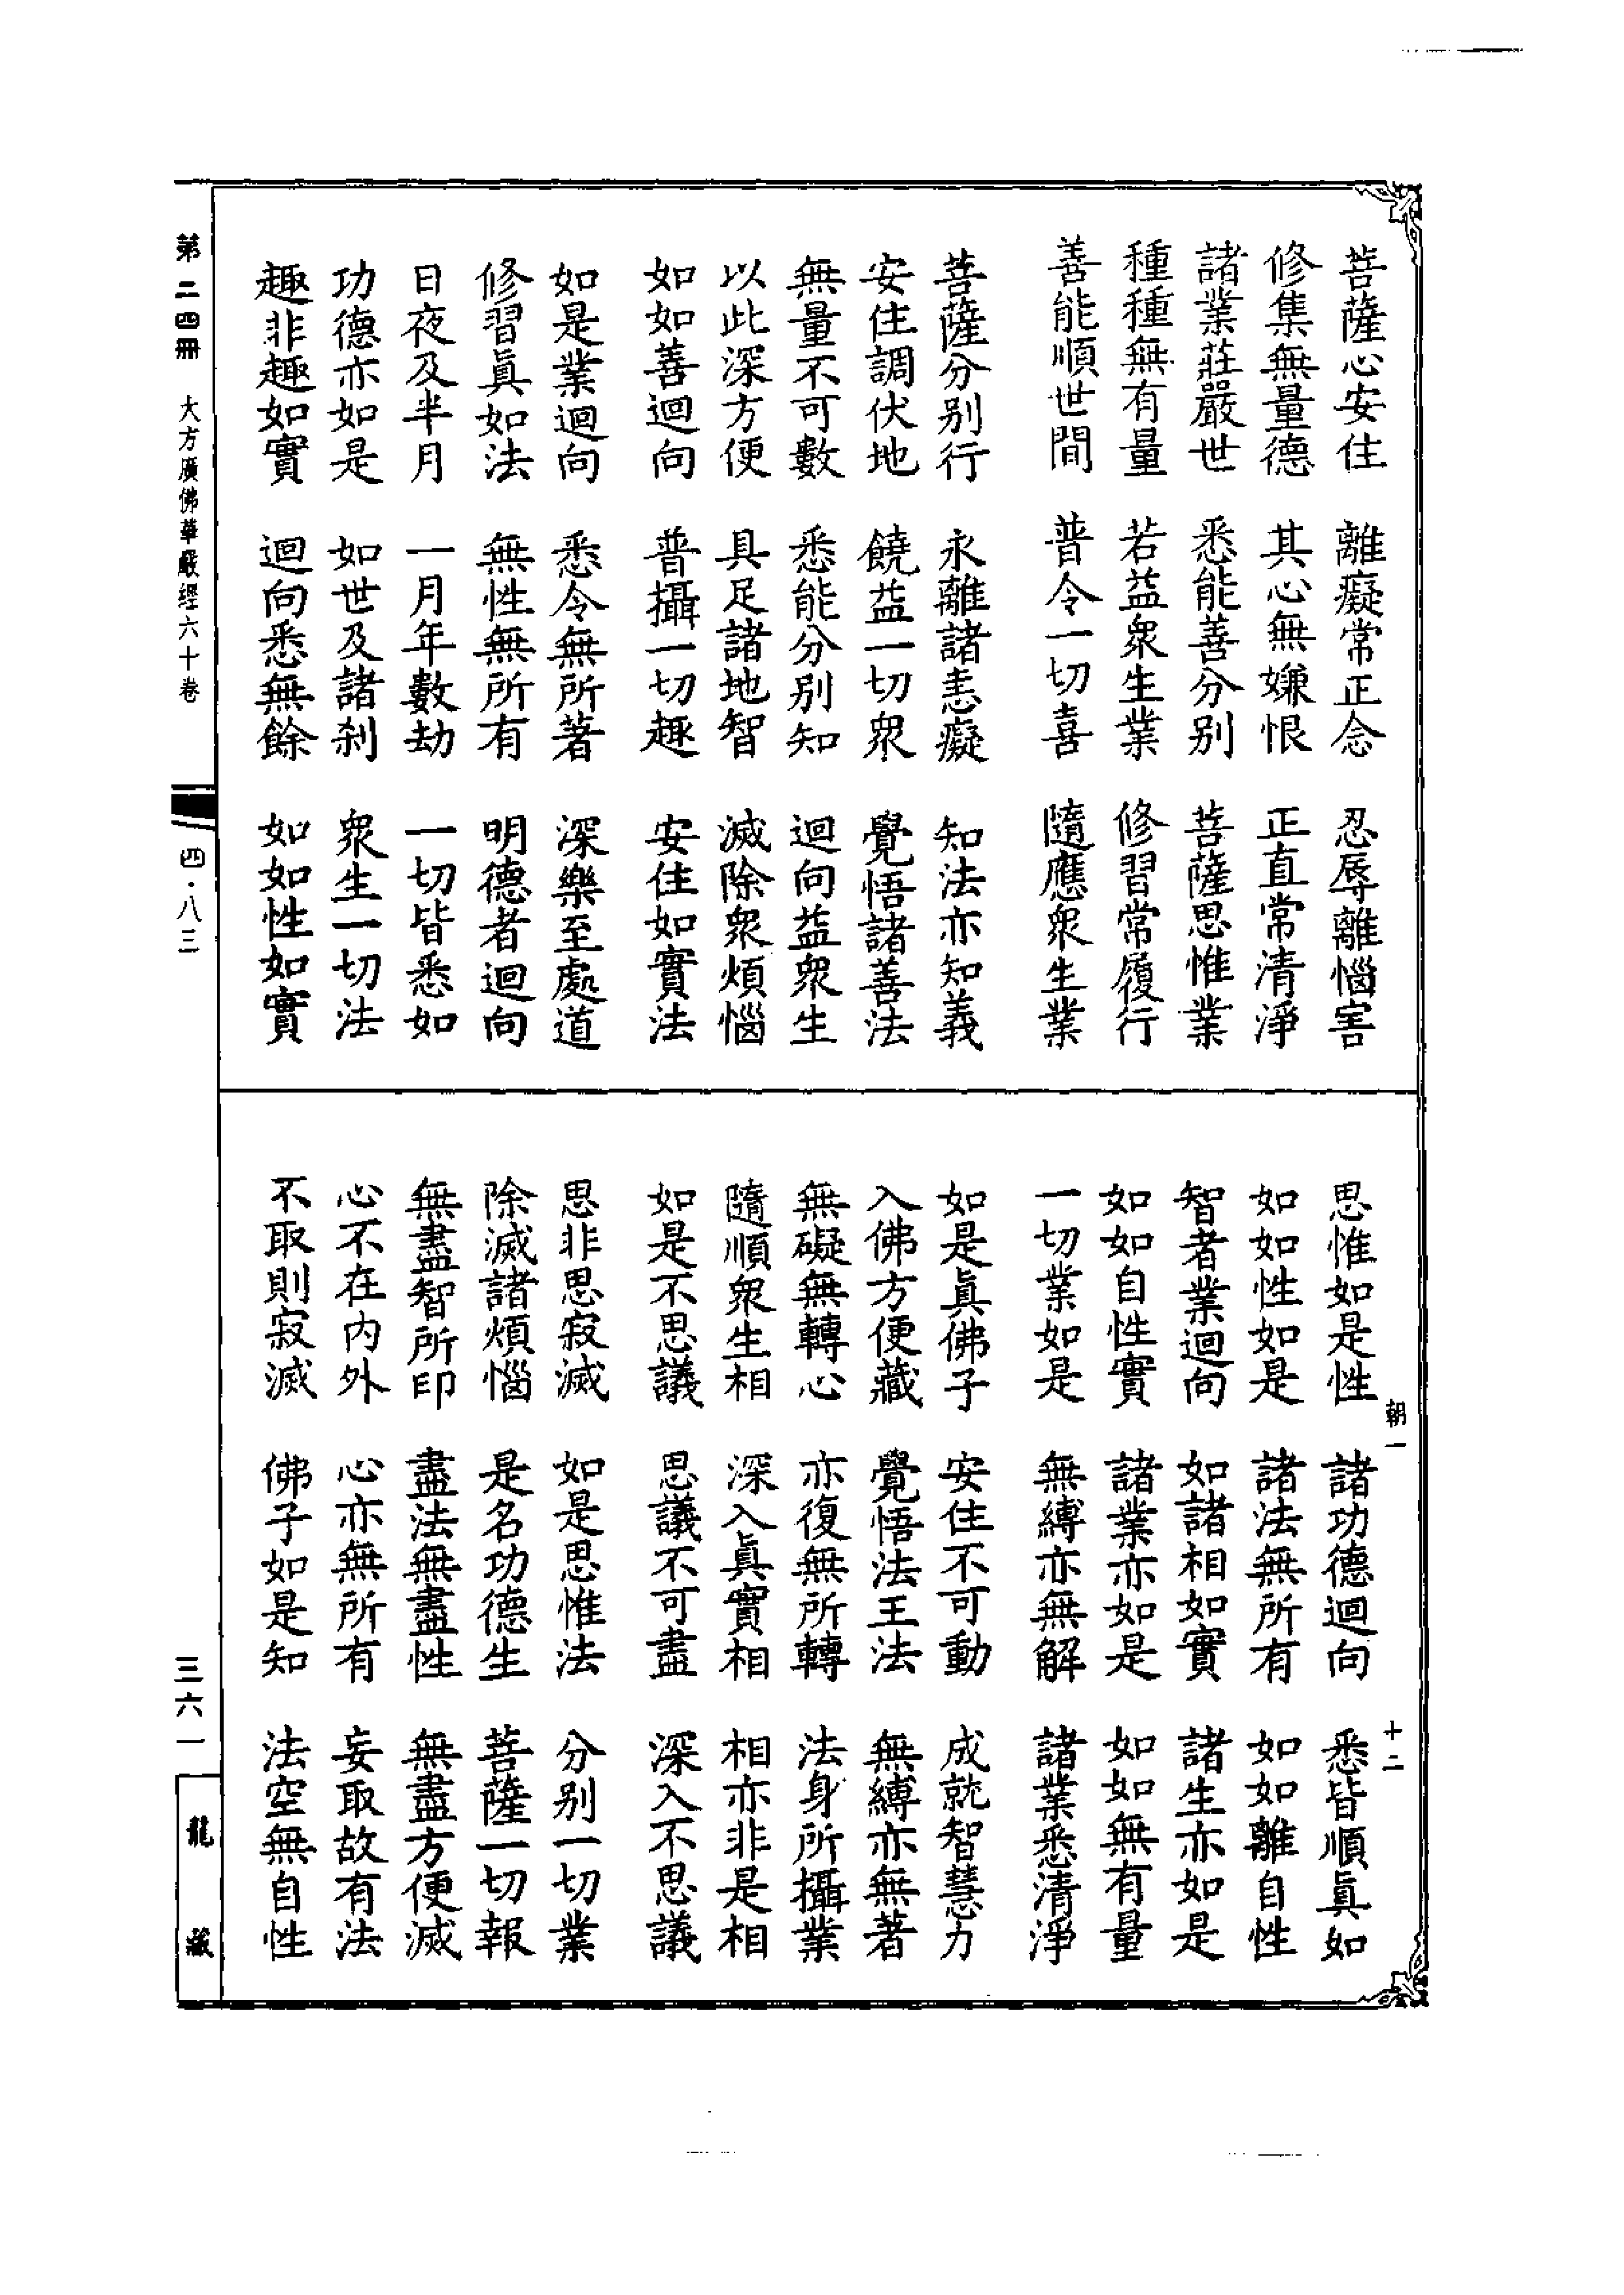 菩薩心安住　離癡常正念　忍辱離惱害
修集無量德　其心無嫌恨　正直常清淨
諸業莊嚴世　悉能善分別　菩薩思惟業
種種無有量　若益衆生業　修習常履行
善能順世間　普令一切喜　隨應衆生業
菩薩分別行　永離諸恚癡　知法亦知義
安住調伏地　饒益一切衆　覺悟諸善法
無量不可數　悉能分別知　迴向益衆生
以此深方便　具足諸地智　滅除衆煩惱
如如善迴向　普攝一切趣　安住如實法
如是業迴向　悉令無所著　深樂至處道
修習眞如法　無性無所有　明德者迴向
日夜及半月　一月年數劫　一切皆悉如
功德亦如是　如世及諸刹　衆生一切法
趣非趣如實　迴向悉無餘　如如性如實
思惟如是性　諸功德迴向　悉皆順眞如
如如性如是　諸法無所有　如如離自性
智者業迴向　如諸相如實　諸生亦如是
如如自性實　諸業亦如是　如如無有量
一切業如是　無縛亦無解　諸業悉清淨
如是眞佛子　安住不可動　成就智慧力
入佛方便藏　覺悟法王法　無縛亦無著
無礙無轉心　亦復無所轉　法身所攝業
隨順衆生相　深入眞實相　相亦非是相
如是不思議　思議不可盡　深入不思議
思非思寂滅　如是思惟法　分别一切業
除滅諸煩惱　是名功德生　菩薩一切報
無盡智所印　盡法無盡性　無盡方便滅
心不在内外　心亦無所有　妄取故有法
不取則寂滅　佛子如是知　法空無自性
朝一　十二
第二四冊　大方廣佛華嚴經六十卷　四·八三　三六一　龍藏